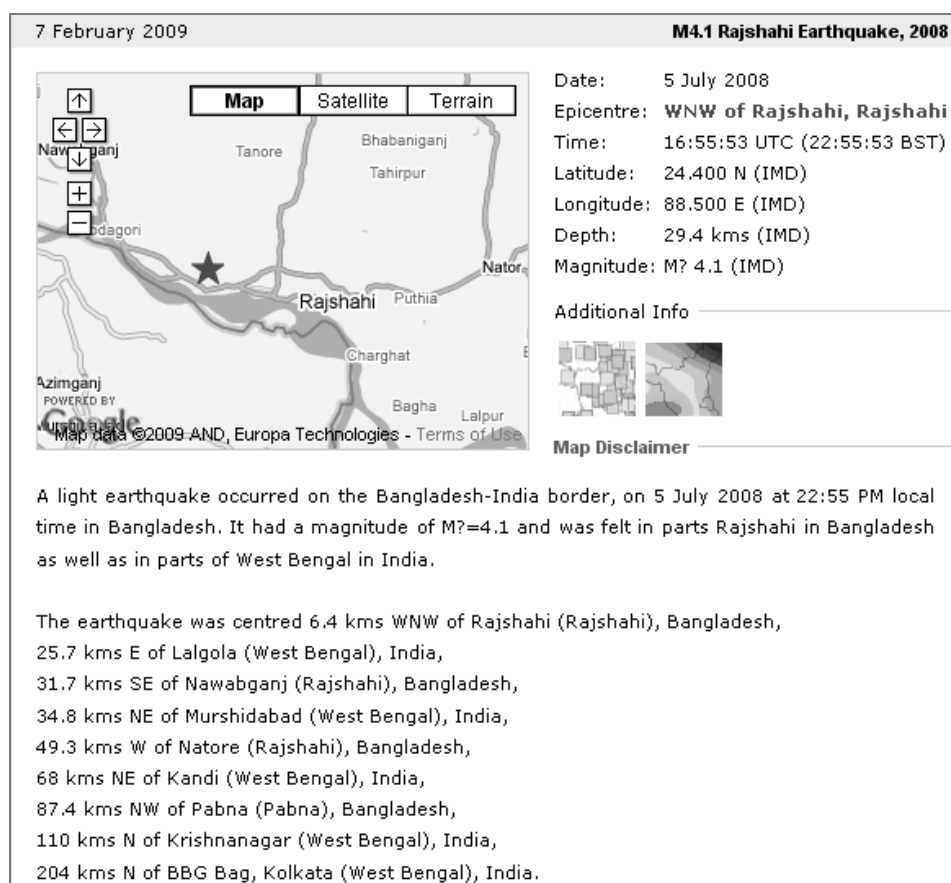 7 February 2009
M4.1 Rajshahi Earthquake, 2008
Map
Satellite
Terrain
Bhabaniganj
Tanore
Tahirpur
Nator
Rajshahi
Puthia
Charghat
Azimganj
POWERED BY
Google
Bagha
Lalpur
Map data ©2009 AND, Europa Technologies - Terms of Use
Date: 5 July 2008
Epicentre: WNW of Rajshahi, Rajshahi
Time: 16:55:53 UTC (22:55:53 BST)
Latitude: 24.400 N (IMD)
Longitude: 88.500 E (IMD)
Depth: 29.4 kms (IMD)
Magnitude: M? 4.1 (IMD)
Additional Info
Map Disclaimer
A light earthquake occurred on the Bangladesh-India border, on 5 July 2008 at 22:55 PM local
time in Bangladesh. It had a magnitude of M?=4.1 and was felt in parts Rajshahi in Bangladesh
as well as in parts of West Bengal in India.
The earthquake was centred 6.4 kms WNW of Rajshahi (Rajshahi), Bangladesh,
25.7 kms E of Lalgola (West Bengal), India,
31.7 kms SE of Nawabganj (Rajshahi), Bangladesh,
34.8 kms NE of Murshidabad (West Bengal), India,
49.3 kms W of Natore (Rajshahi), Bangladesh,
68 kms NE of Kandi (West Bengal), India,
87.4 kms NW of Pabna (Pabna), Bangladesh,
110 kms N of Krishnanagar (West Bengal), India,
204 kms N of BBG Bag, Kolkata (West Bengal), India.